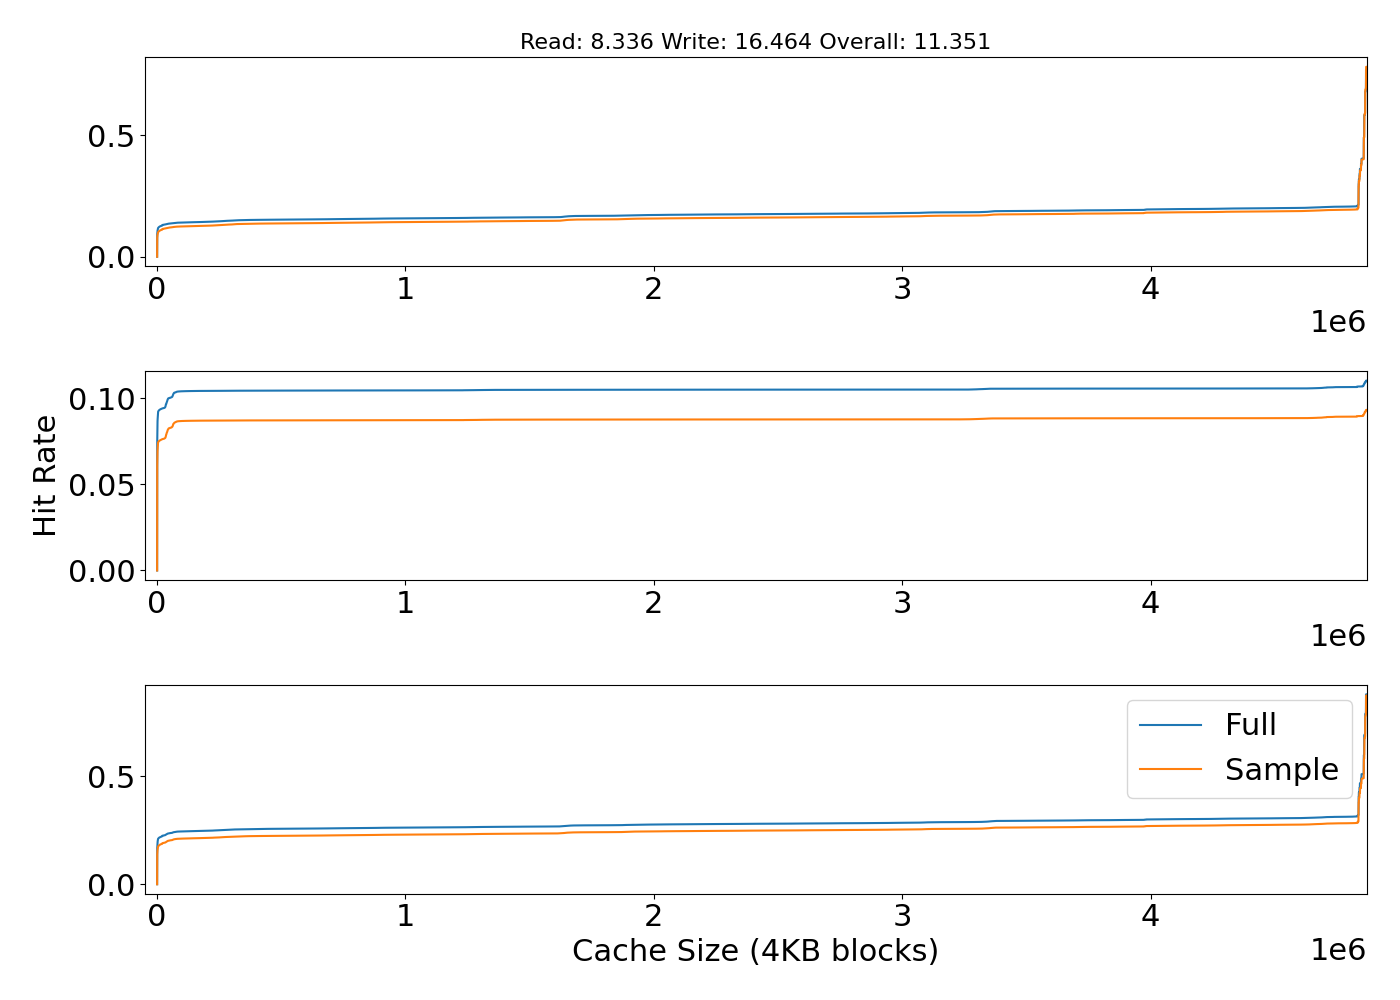 Read: 8.336 Write: 16.464 Overall: 11.351
0.5
0.0
0 1 2 3 4
1e6
Hit Rate
0.10
0.05
0.00
0 1 2 3 4
1e6
Full
Sample
0.5
0.0
0 1 2 3 4
Cache Size (4KB blocks)
1e6